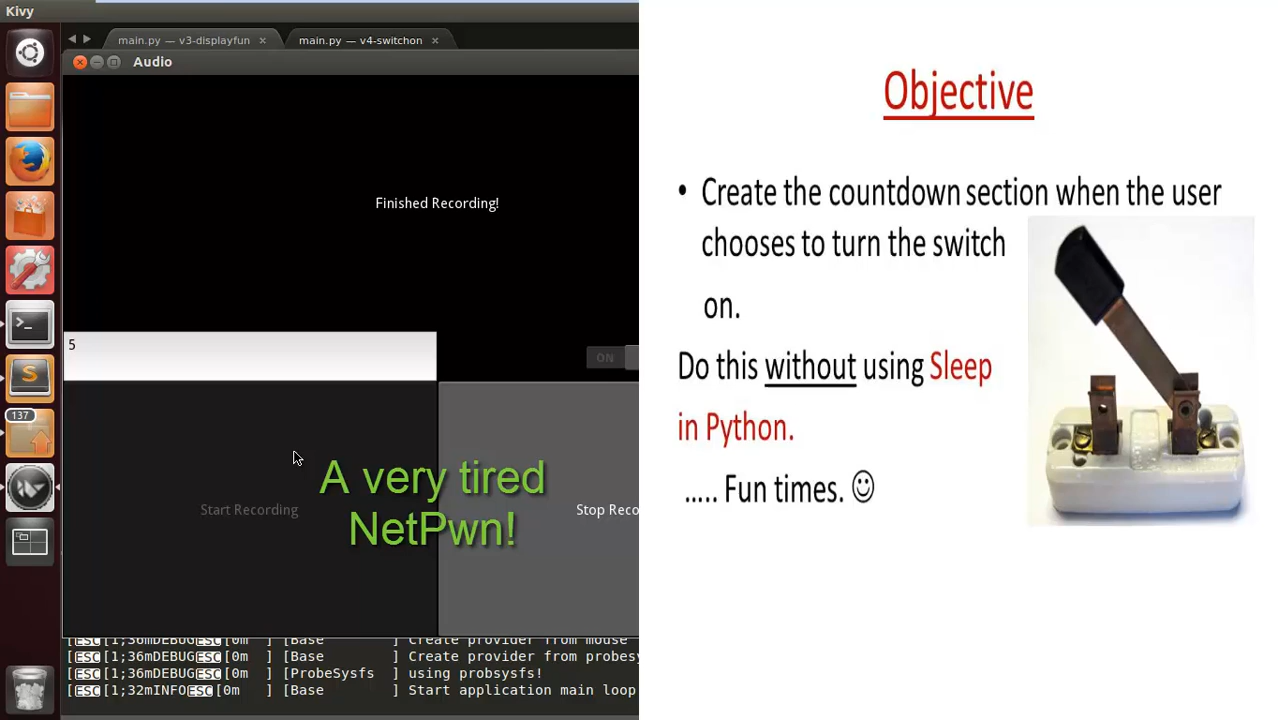 Kivy
main.py — v3-displayfun × main.py — v4-switchon ×
Audio
Finished Recording!
5
ON
137
Start Recording
Stop Reco
A very tired
NetPwn!
[ESC[1;36mDEBUGESC[0m ] [Base ] Create provider from mouse
[ESC[1;36mDEBUGESC[0m ] [Base ] Create provider from probesy
[ESC[1;36mDEBUGESC[0m ] [ProbeSysfs ] using probsysfs!
[ESC[1;32mINFOESC[0m ] [Base ] Start application main loop
Objective
• Create the countdown section when the user
chooses to turn the switch
on.
Do this without using Sleep
in Python.
..... Fun times. ☺